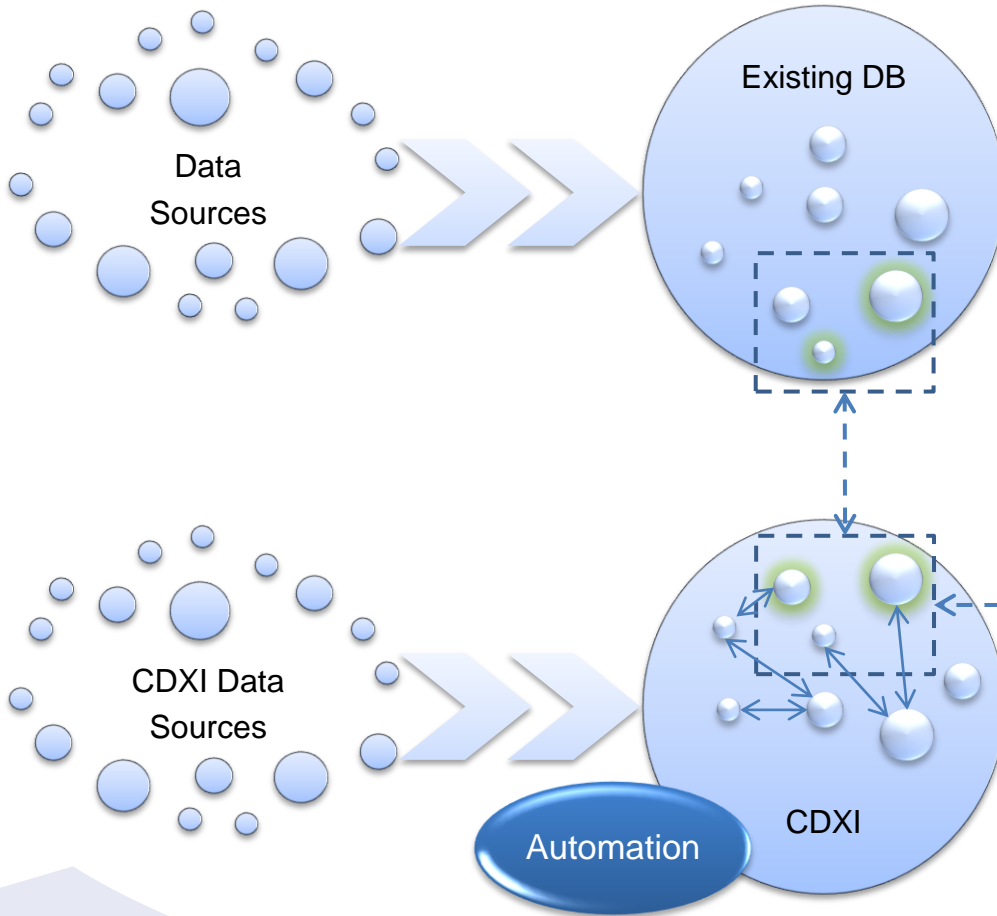 Existing DB
Data
Sources
CDXI Data
Sources
CDXI
Automation